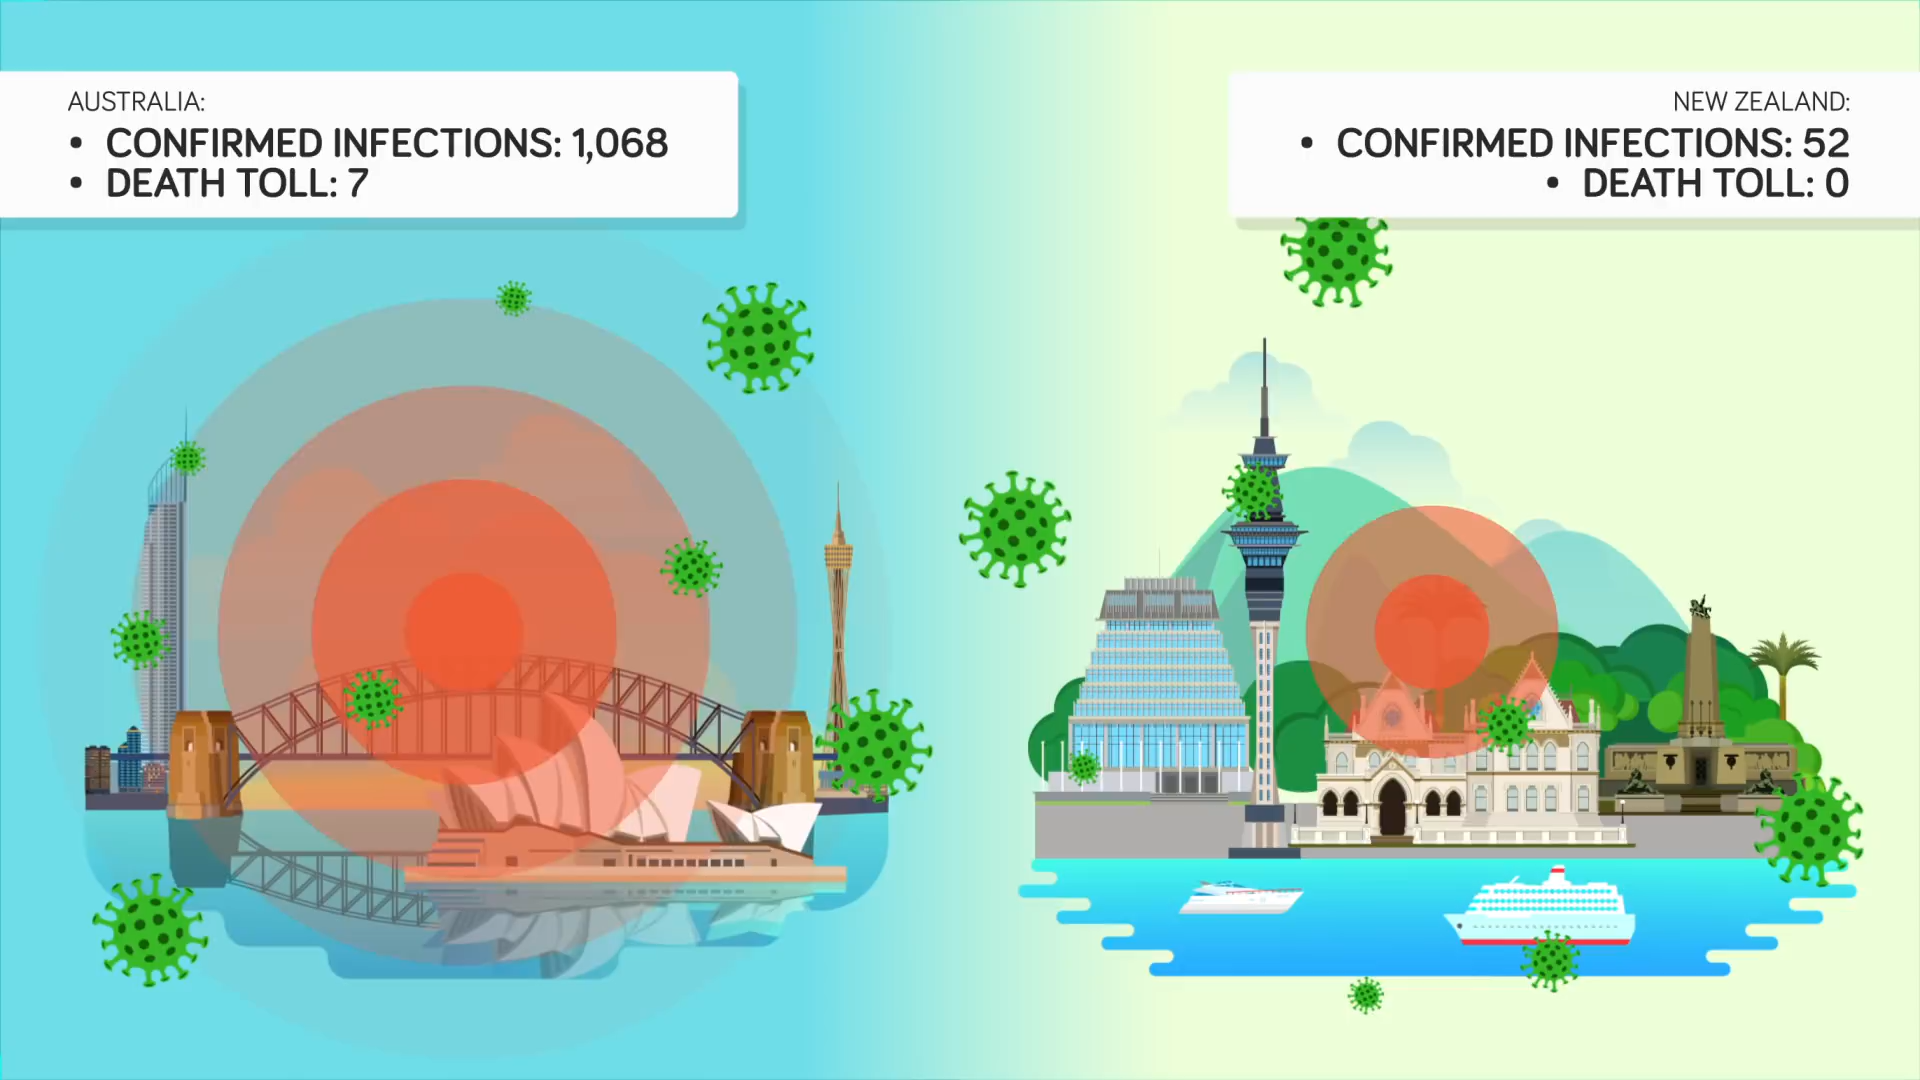 AUSTRALIA:
• CONFIRMED INFECTIONS: 1,068
• DEATH TOLL: 7
NEW ZEALAND:
• CONFIRMED INFECTIONS: 52
• DEATH TOLL: 0